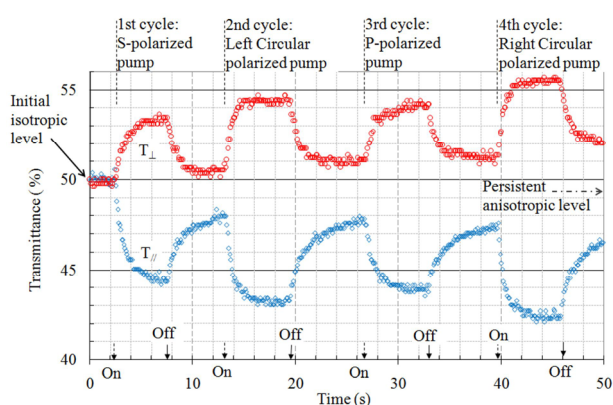 1st cycle:
S-polarized
pump
2nd cycle:
Left Circular
polarized pump
3rd cycle:
P-polarized
pump
4th cycle:
Right Circular
polarized pump
Initial
isotropic
level
55
50
45
40
Transmittance (%)
T⊥
T//
Persistent
anisotropic level
On
Off
On
Off
On
Off
On
Off
0
10
20
30
40
50
Time (s)